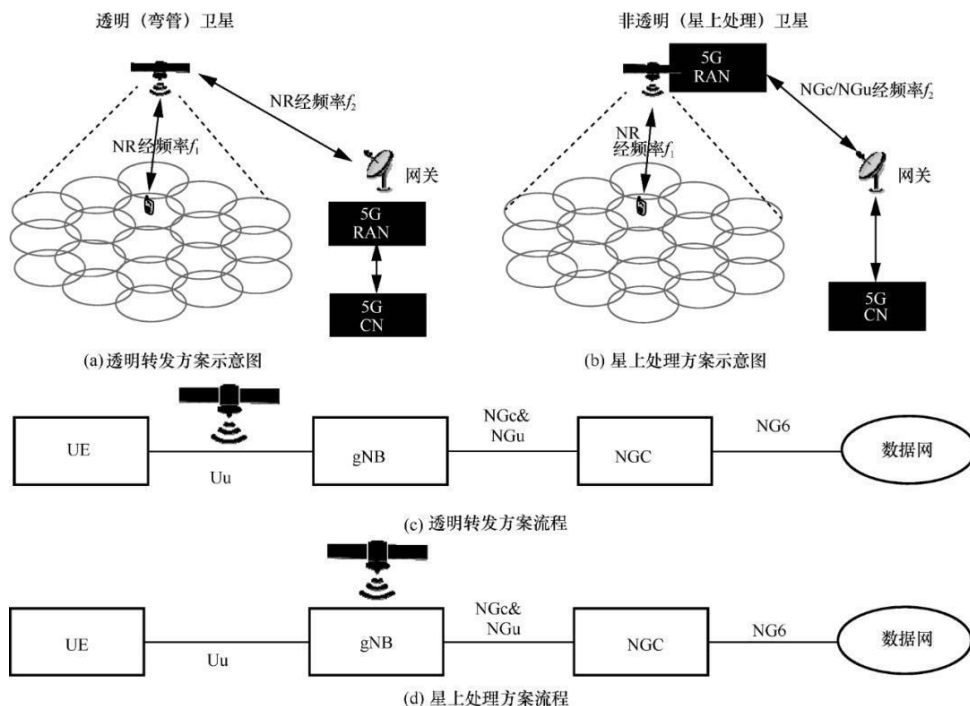 透明（弯管）卫星
NR经频率f₂
NR经频率f₁
网关
5G
RAN
5G
CN
(a) 透明转发方案示意图
非透明（星上处理）卫星
5G
RAN
NGc/NGu经频率f₂
NR
经频率f₁
网关
5G
CN
(b) 星上处理方案示意图
UE
Uu
gNB
NGc&
NGu
NGC
NG6
数据网
(c) 透明转发方案流程
UE
Uu
gNB
NGc&
NGu
NGC
NG6
数据网
(d) 星上处理方案流程